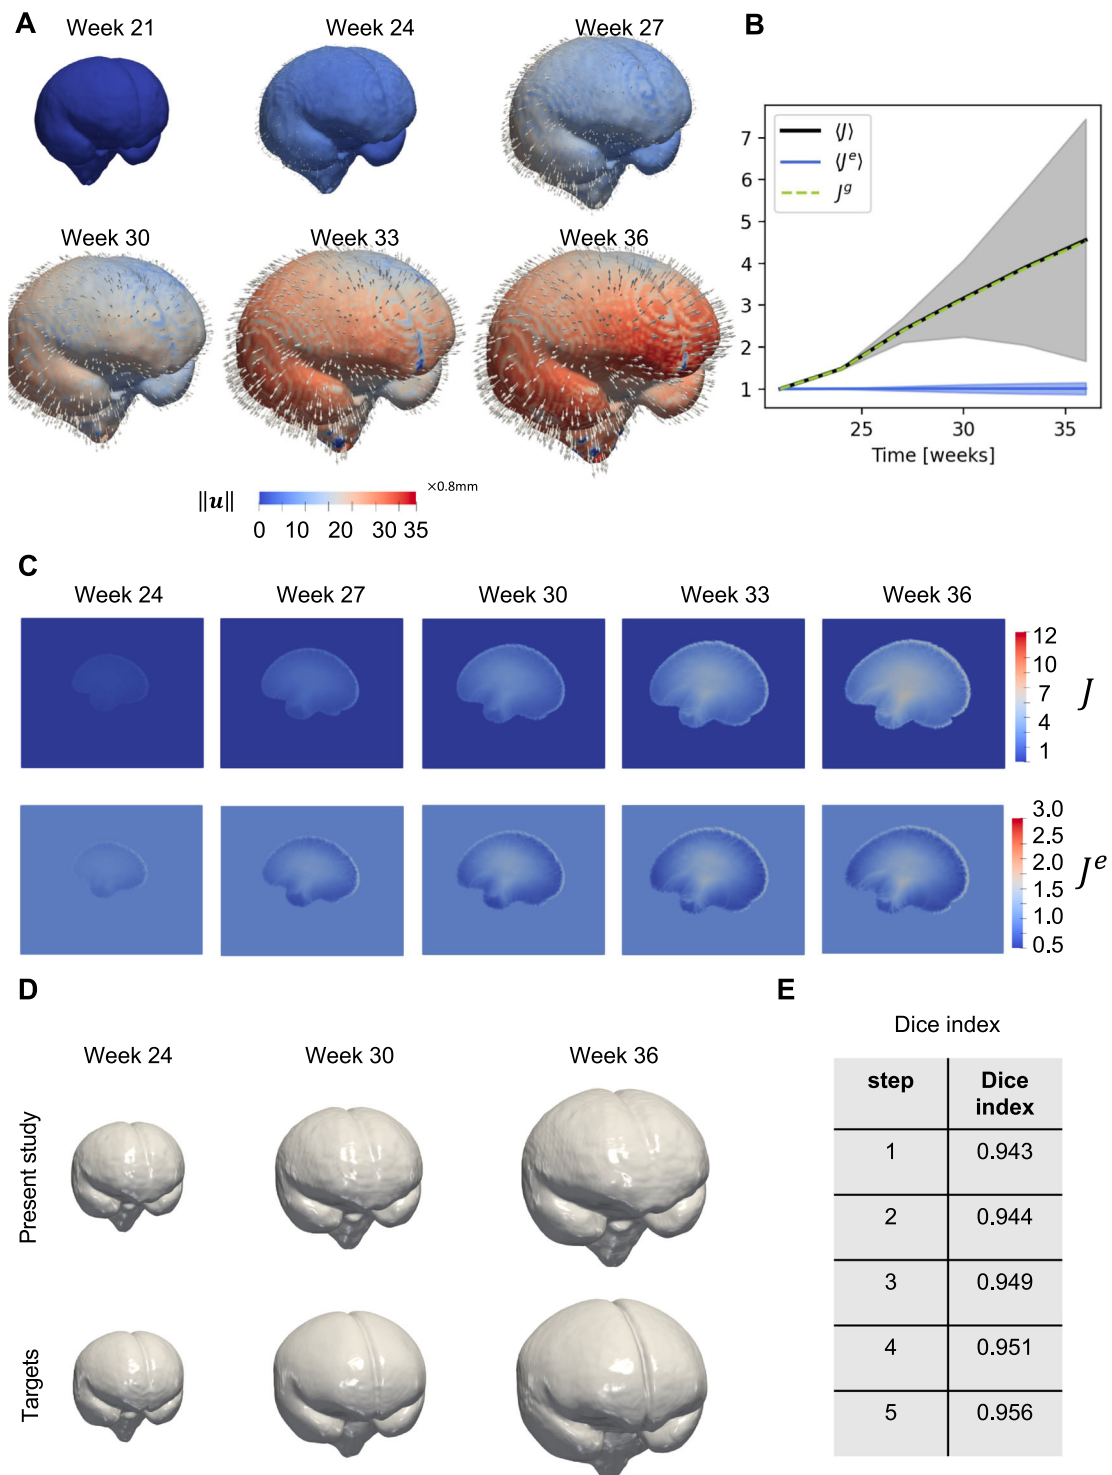 A
Week 21
Week 24
Week 27
Week 30
Week 33
Week 36
‖u‖
×0.8mm
0 10 20 30 35
B
⟨J⟩
⟨Jᵉ⟩
Jᵍ
7
6
5
4
3
2
1
25 30 35
Time [weeks]
C
Week 24 Week 27 Week 30 Week 33 Week 36
12
10
7
4
1
J
3.0
2.5
2.0
1.5
1.0
0.5
Jᵉ
D
Week 24 Week 30 Week 36
Present study
Targets
E
Dice index
step Dice index
1 0.943
2 0.944
3 0.949
4 0.951
5 0.956